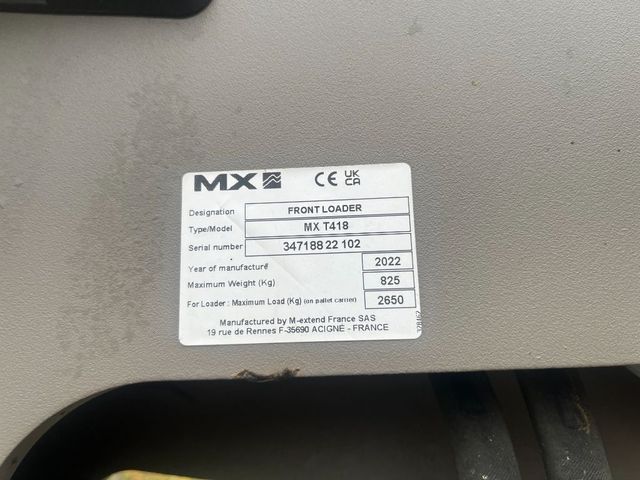 MX CE UK CA
Designation FRONT LOADER
Type/Model MX T418
Serial number 347188 22 102
Year of manufacture 2022
Maximum Weight (Kg) 825
For Loader : Maximum Load (Kg) (on pallet carrier) 2650
Manufactured by M-extend France SAS
19 rue de Rennes F-35690 ACIGNÉ - FRANCE